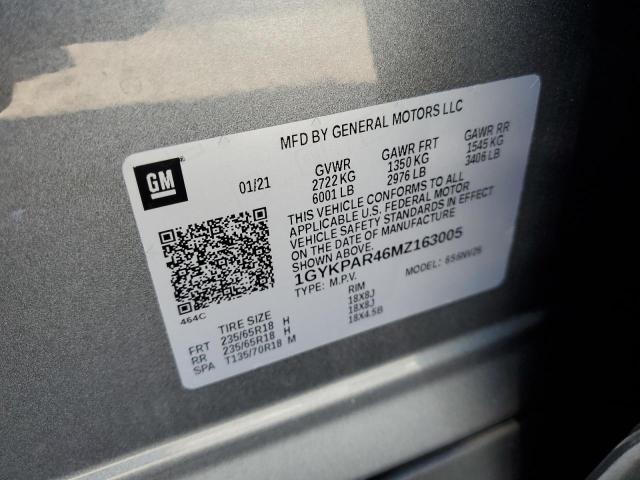 MFD BY GENERAL MOTORS LLC
GM
01/21
GVWR GAWR FRT GAWR RR
2722 KG 1350 KG 1545 KG
6001 LB 2976 LB 3406 LB
THIS VEHICLE CONFORMS TO ALL
APPLICABLE U.S. FEDERAL MOTOR
VEHICLE SAFETY STANDARDS IN EFFECT
ON THE DATE OF MANUFACTURE
SHOWN ABOVE.
1GYKPAR46MZ163005
TYPE: M.P.V. MODEL: 6S6NW26
464C
TIRE SIZE RIM
FRT 235/65R18 H 18X8J
RR 235/65R18 H 18X8J
SPA T135/70R18 M 18X4.5B